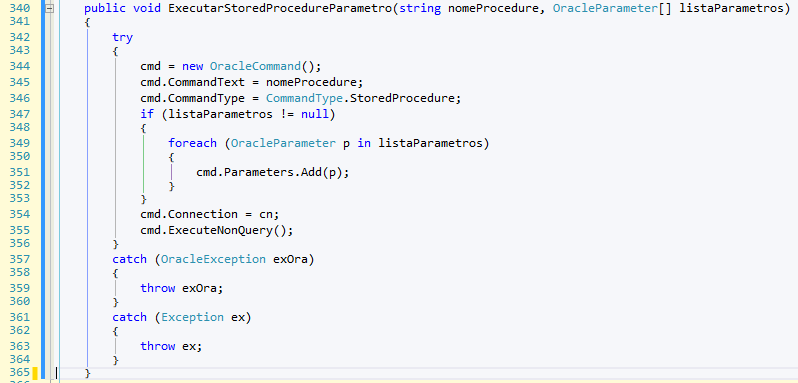 340 public void ExecutarStoredProcedureParametro(string nomeProcedure, OracleParameter[] listaParametros)
341 {
342 try
343 {
344 cmd = new OracleCommand();
345 cmd.CommandText = nomeProcedure;
346 cmd.CommandType = CommandType.StoredProcedure;
347 if (listaParametros != null)
348 {
349 foreach (OracleParameter p in listaParametros)
350 {
351 cmd.Parameters.Add(p);
352 }
353 }
354 cmd.Connection = cn;
355 cmd.ExecuteNonQuery();
356 }
357 catch (OracleException exOra)
358 {
359 throw exOra;
360 }
361 catch (Exception ex)
362 {
363 throw ex;
364 }
365 }